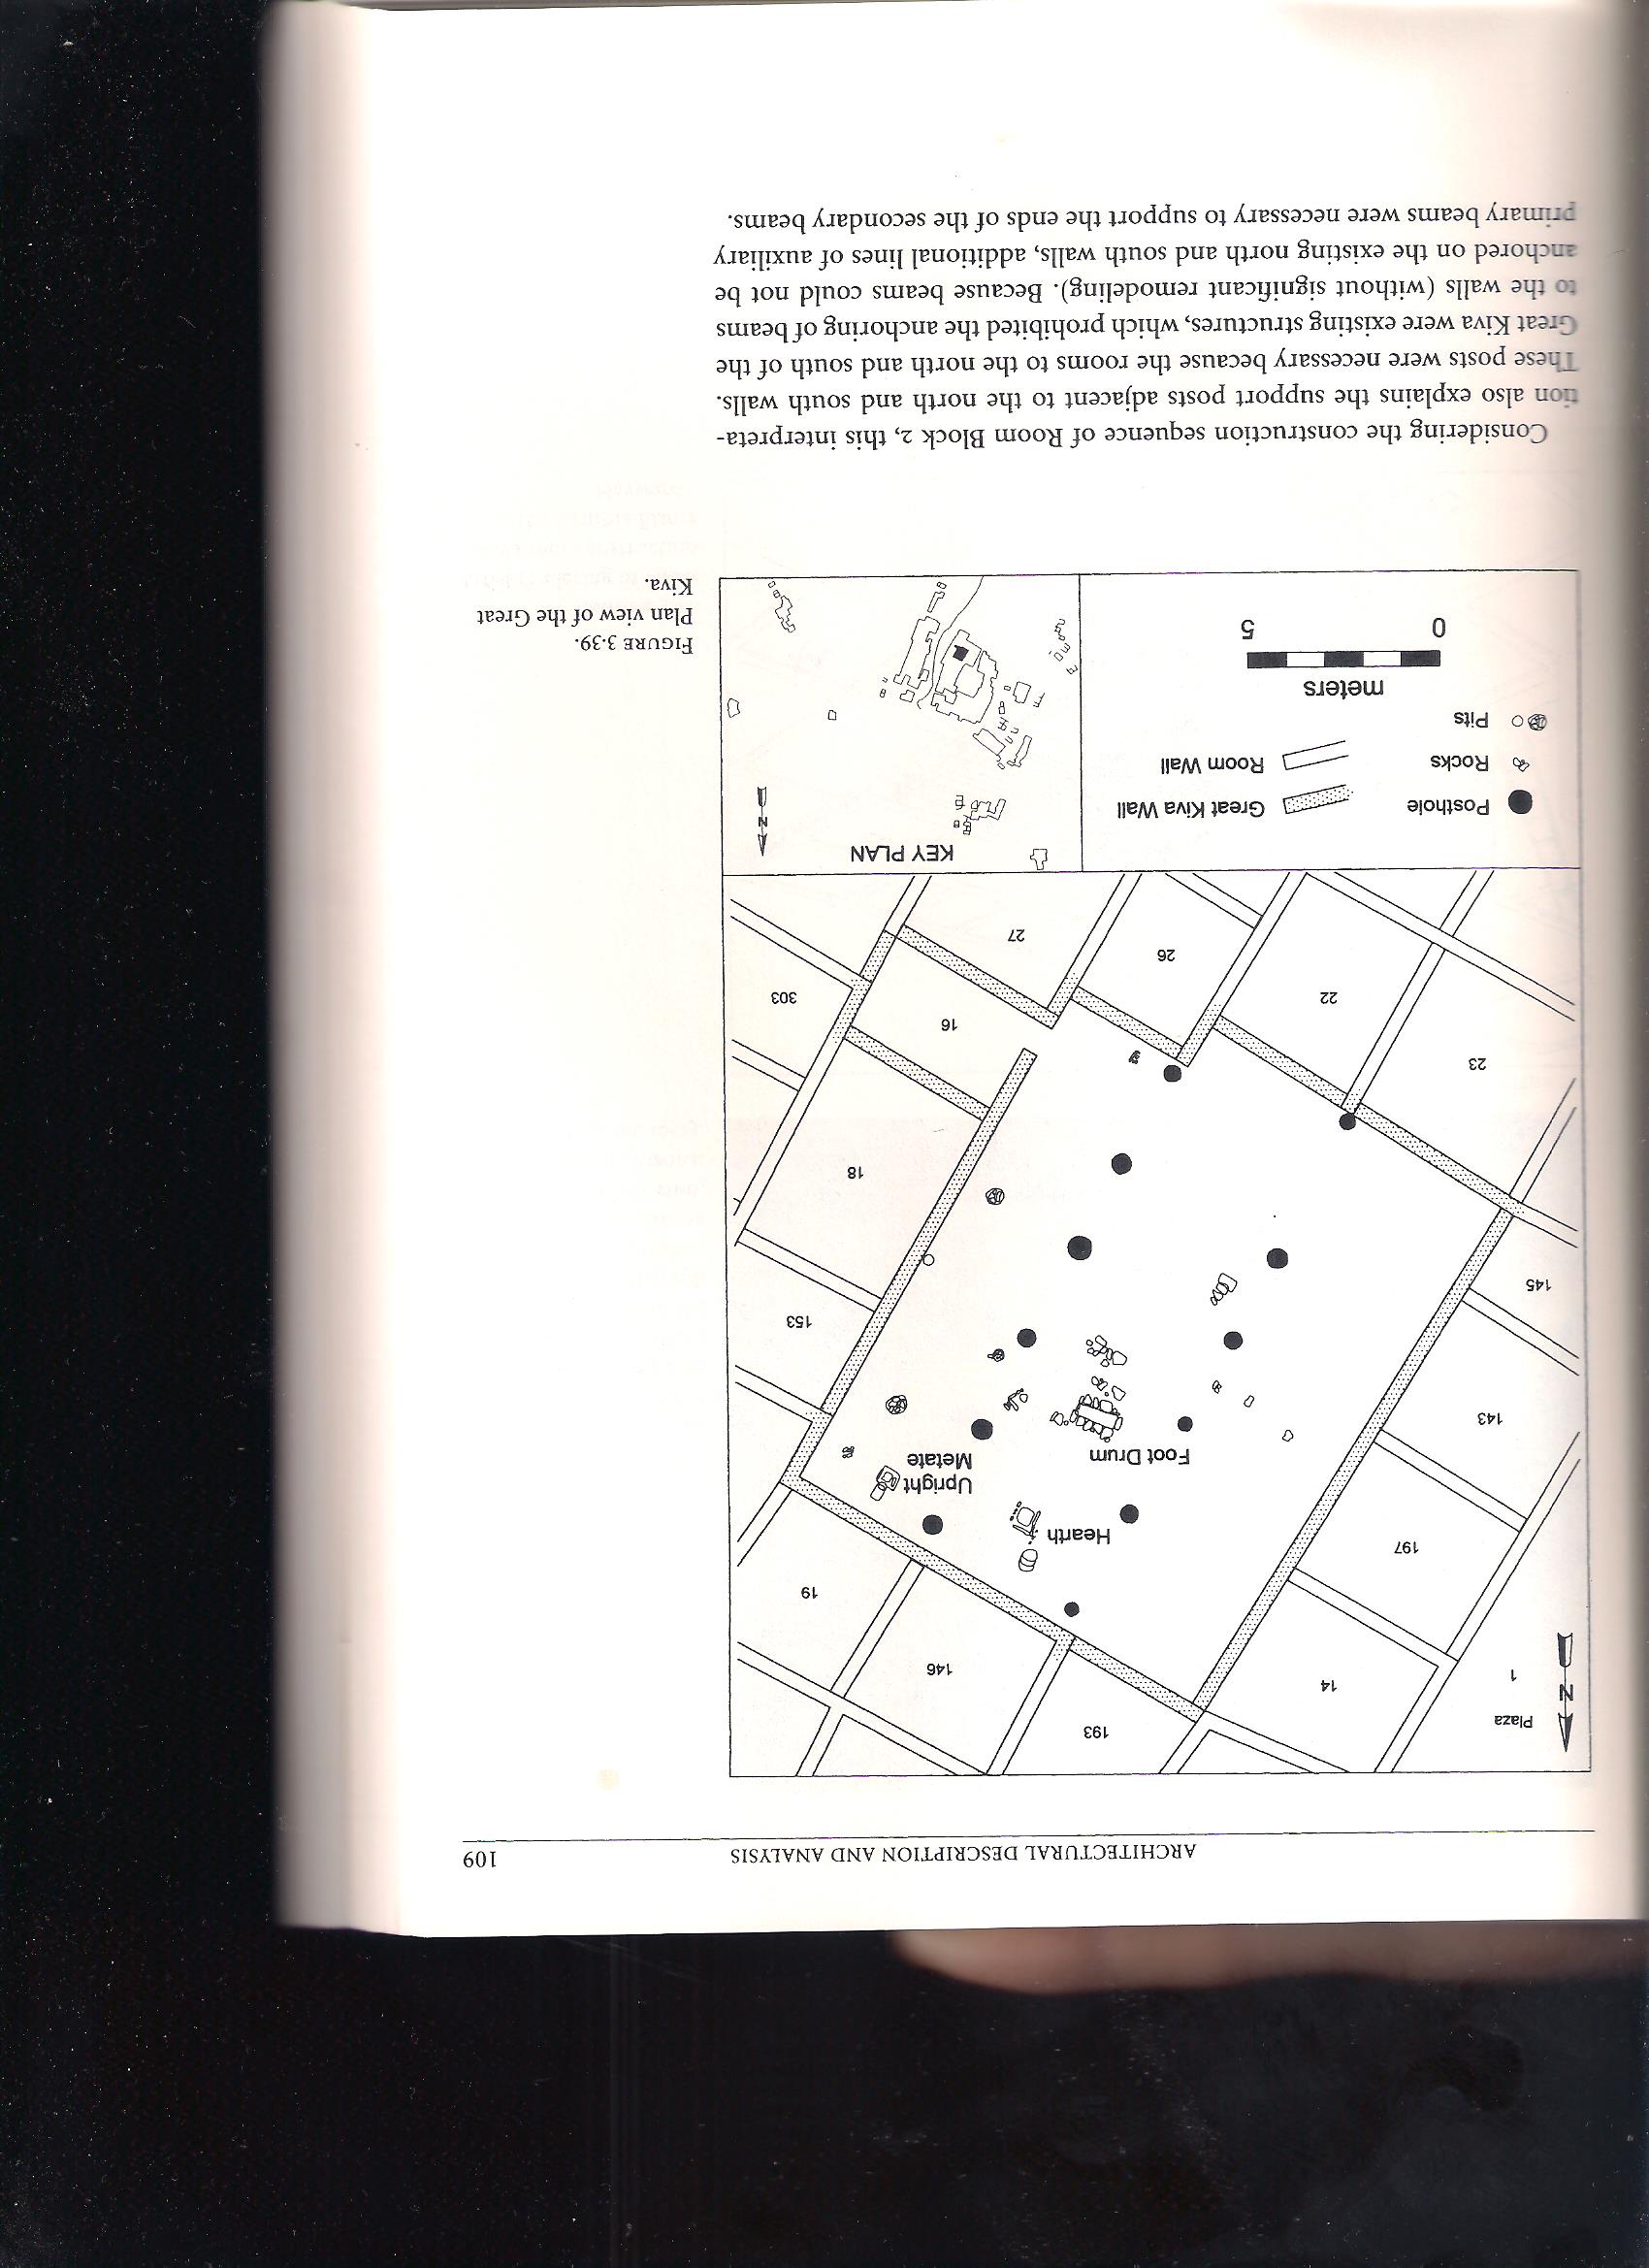 ARCHITECTURAL DESCRIPTION AND ANALYSIS 109
Plaza
1
N
193
14
146
19
197
143
145
153
18
16
303
27
26
22
23
Hearth
Upright
Metate
Foot Drum
Posthole
Rocks
Pits
Great Kiva Wall
Room Wall
meters
0 5
KEY PLAN
N
FIGURE 3.39.
Plan view of the Great
Kiva.
Considering the construction sequence of Room Block 2, this interpreta-
tion also explains the support posts adjacent to the north and south walls.
These posts were necessary because the rooms to the north and south of the
Great Kiva were existing structures, which prohibited the anchoring of beams
to the walls (without significant remodeling). Because beams could not be
anchored on the existing north and south walls, additional lines of auxiliary
primary beams were necessary to support the ends of the secondary beams.